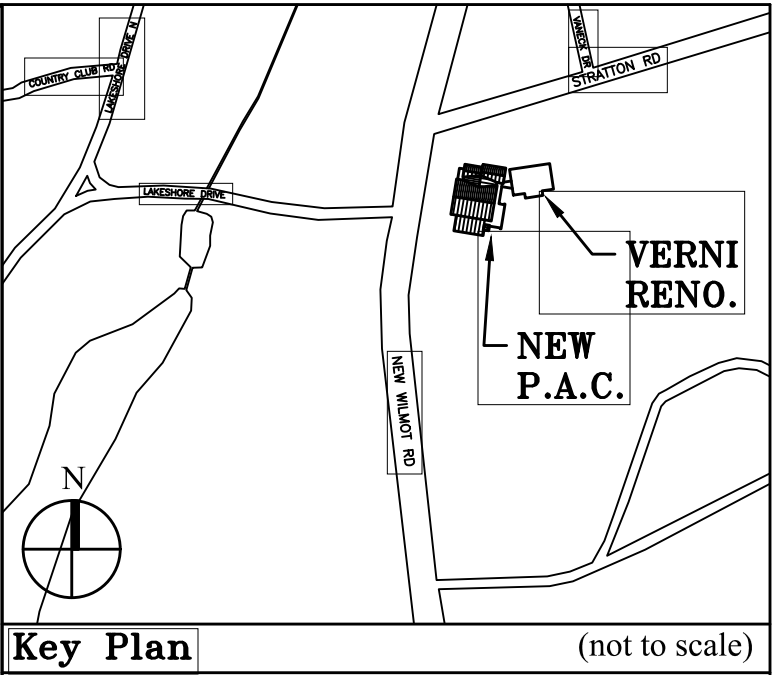 COUNTRY CLUB RD
LAKESHORE DRIVE N
VANECK DR
STRATTON RD
LAKESHORE DRIVE
VERNI
RENO.
NEW
P.A.C.
NEW WILMOT RD
N
Key Plan
(not to scale)